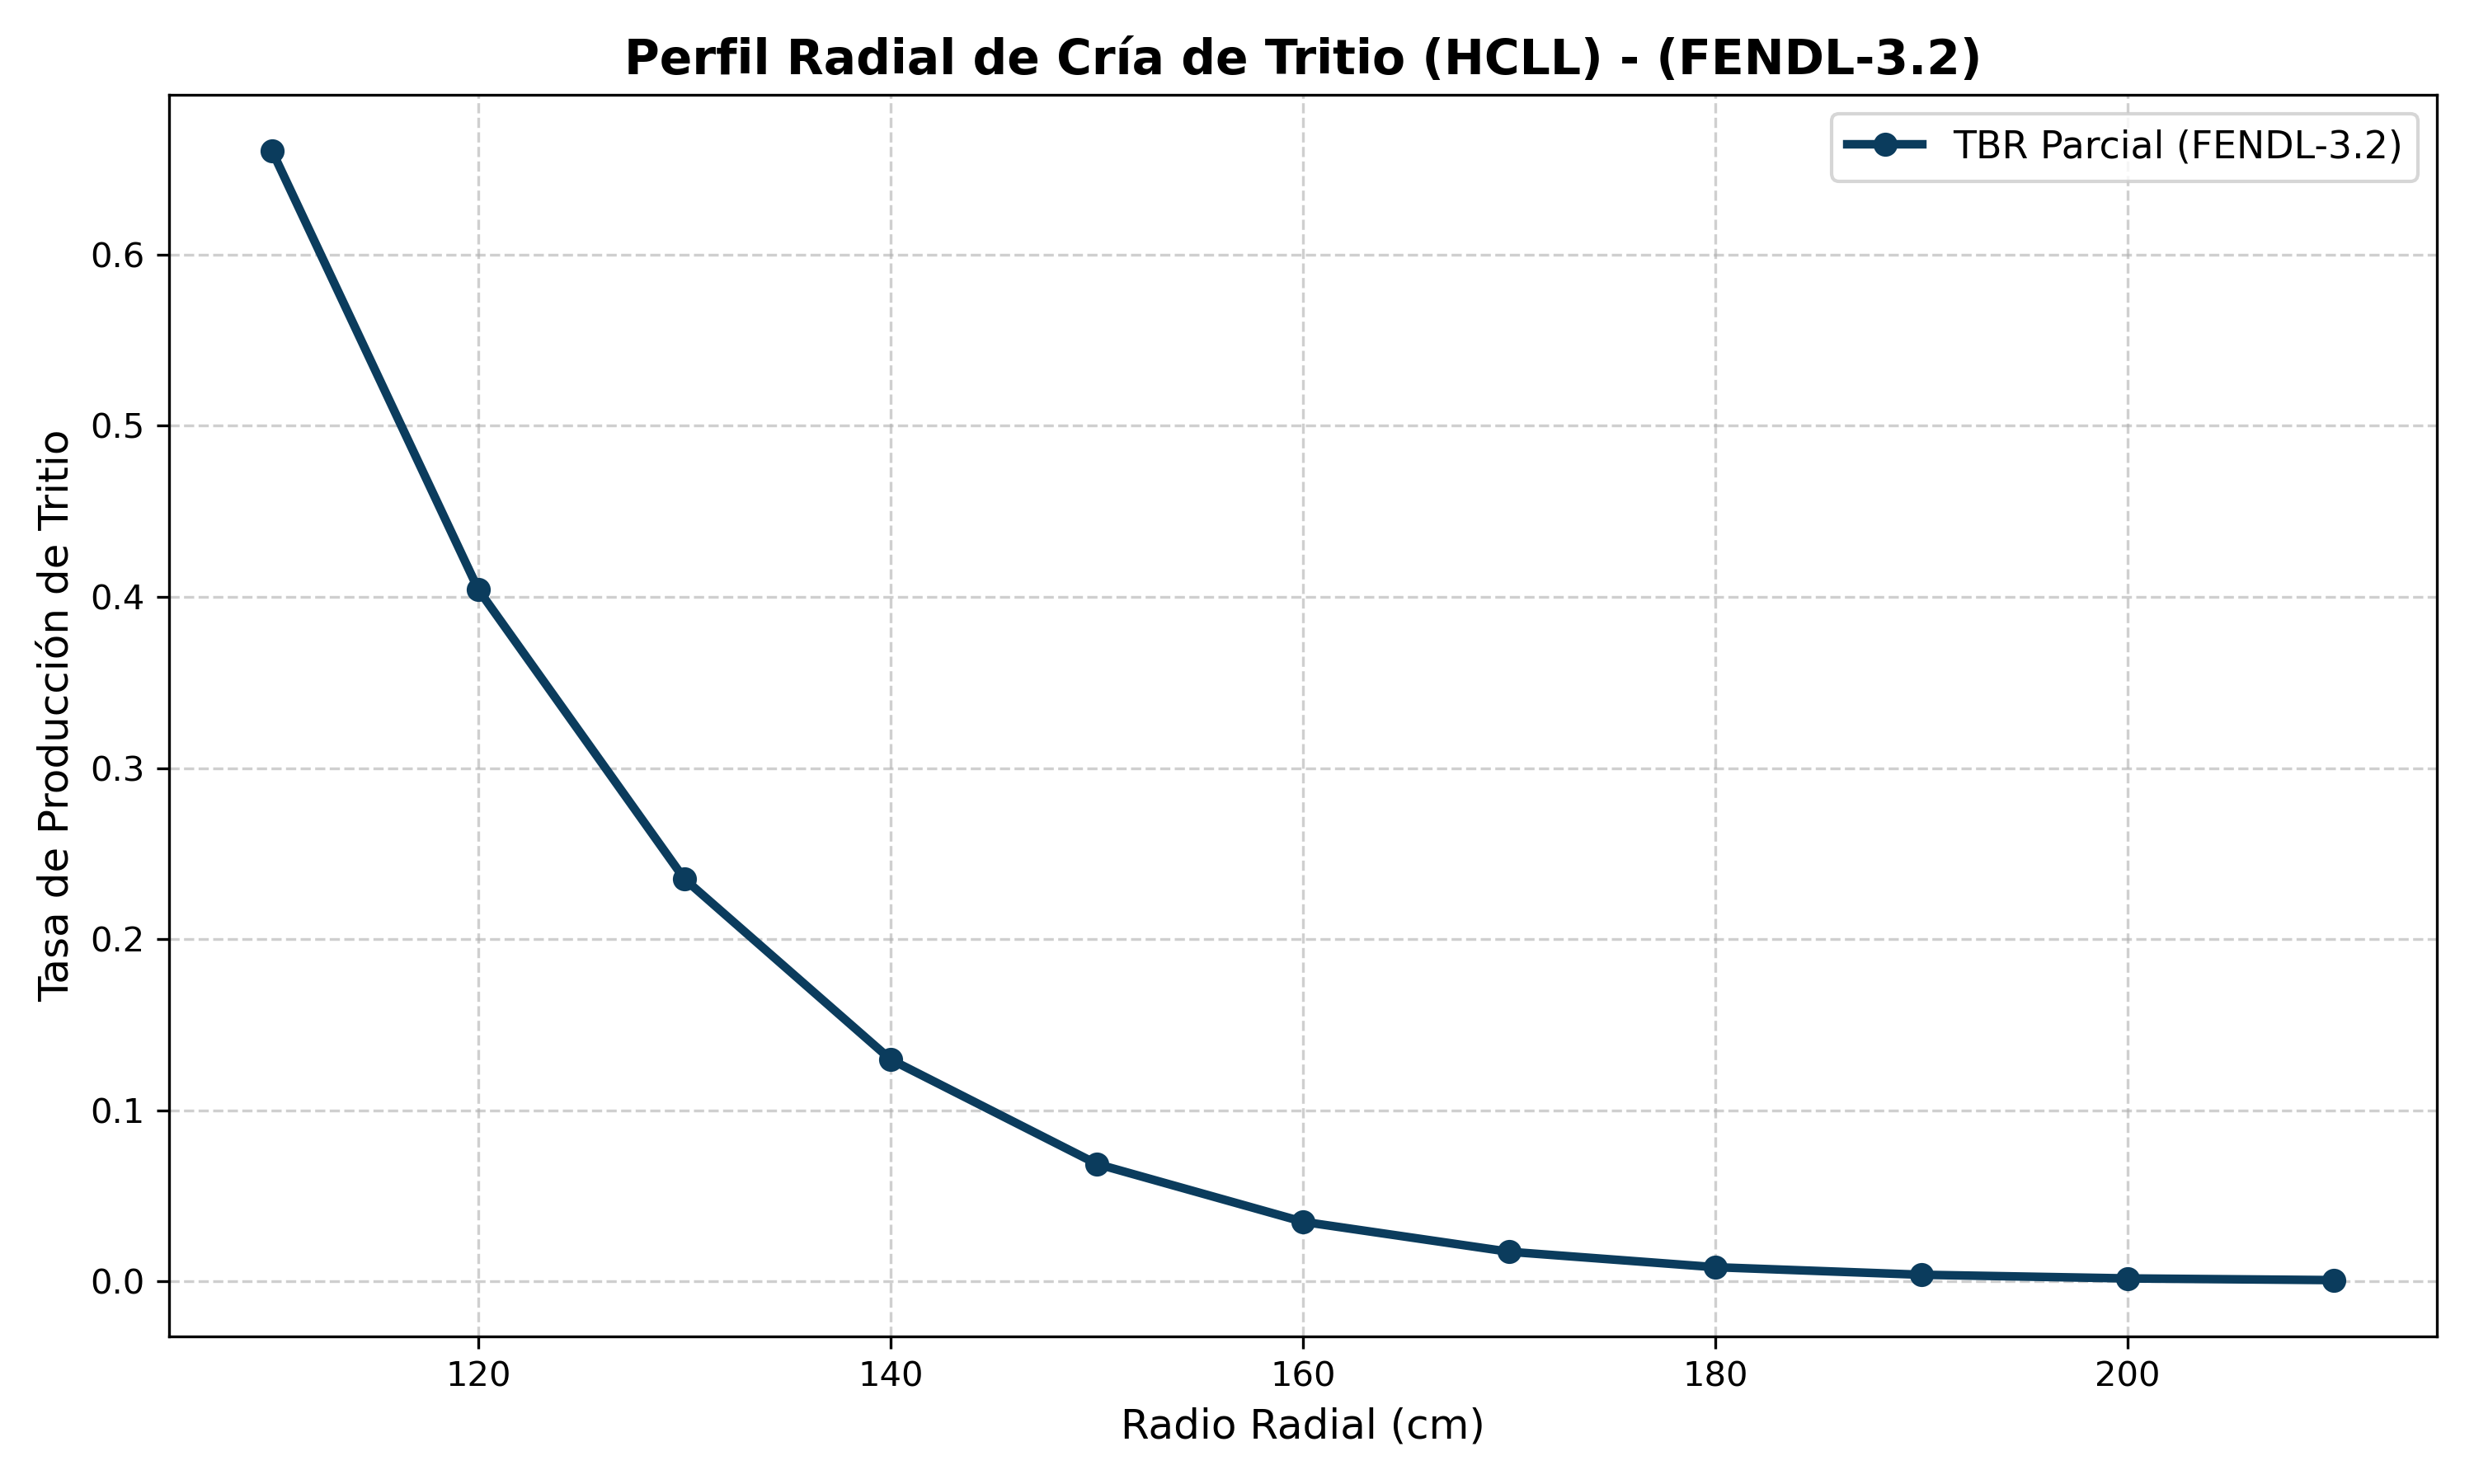 Perfil Radial de Cría de Tritio (HCLL) - (FENDL-3.2)
TBR Parcial (FENDL-3.2)
Tasa de Producción de Tritio
0.6
0.5
0.4
0.3
0.2
0.1
0.0
120 140 160 180 200
Radio Radial (cm)